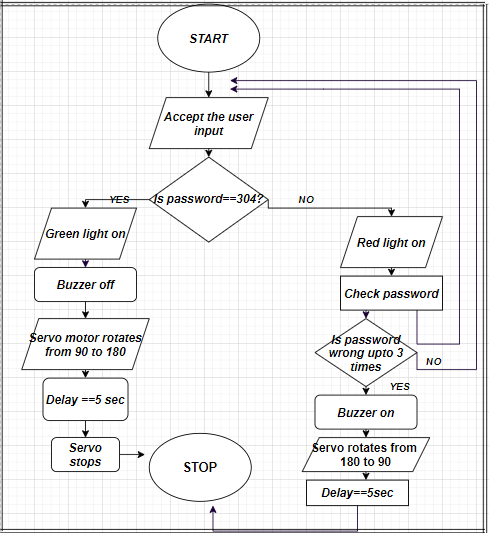 START
Accept the user
input
Is password==304?
YES
NO
Green light on
Red light on
Buzzer off
Check password
Servo motor rotates
from 90 to 180
Is password
wrong upto 3
times
NO
YES
Delay ==5 sec
Buzzer on
Servo
stops
STOP
Servo rotates from
180 to 90
Delay==5sec